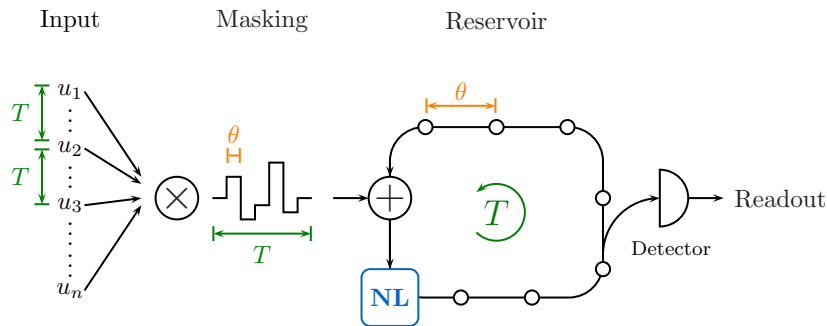 Input
Masking
Reservoir
T
u1
⋮
u2
T
u3
⋮
un
×
θ
T
θ
+
T
NL
Detector
Readout